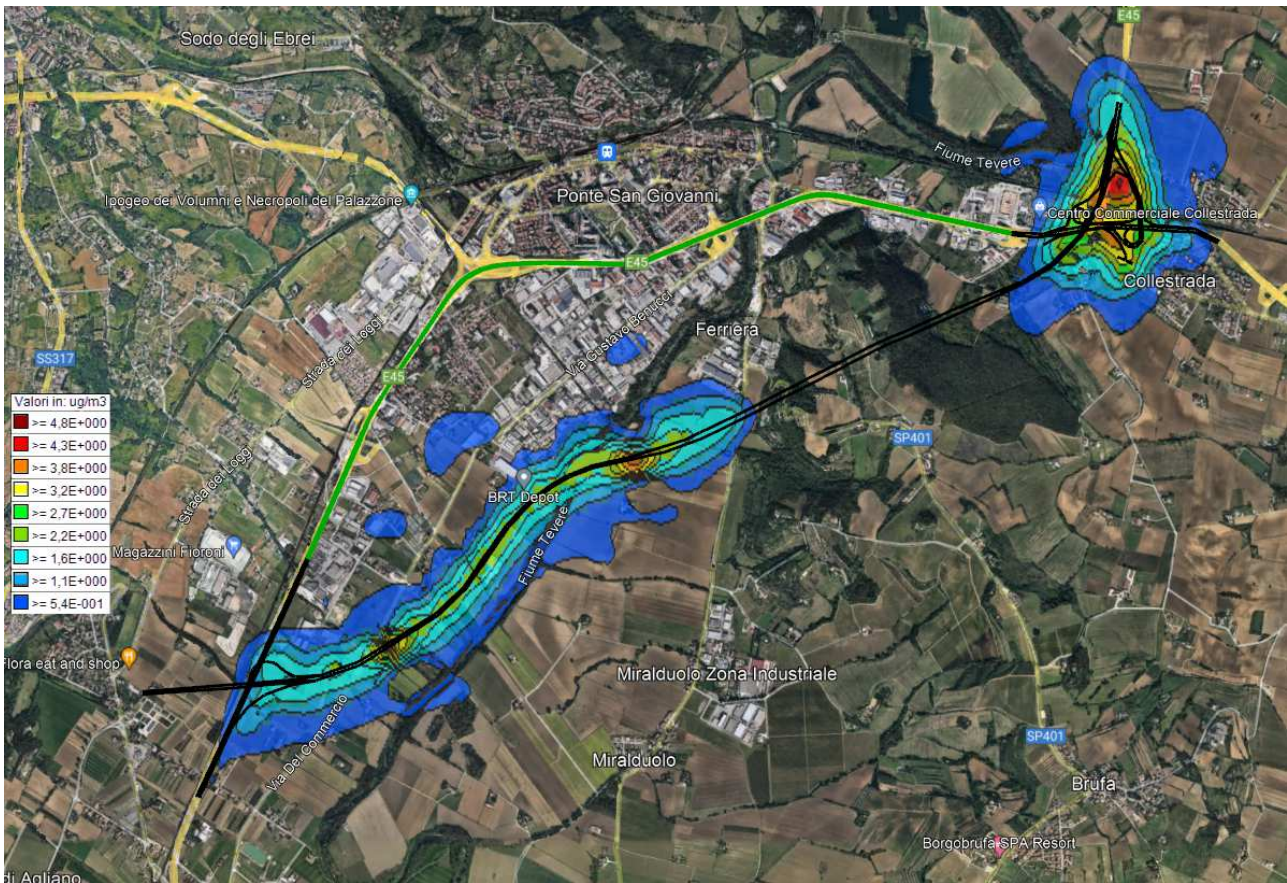 E45
Sodo degli Ebrei
Fiume Tevere
Ipogeo dei Volumni e Necropoli del Palazzone
Ponte San Giovanni
Centro Commerciale Collestrada
E45
Collestrada
Strada dei Loggi
Via Gustavo Benucci
Ferriera
SS317
E45
Valori in: ug/m3
>= 4,8E+000
>= 4,3E+000
>= 3,8E+000
>= 3,2E+000
>= 2,7E+000
>= 2,2E+000
>= 1,6E+000
>= 1,1E+000
>= 5,4E-001
SP401
Strada dei Loggi
BRT Depot
Fiume Tevere
Magazzini Fioroni
Flora eat and shop
Via Del Commercio
Miralduolo Zona Industriale
SP401
Miralduolo
Brufa
Borgobrufa SPA Resort
di Agliano